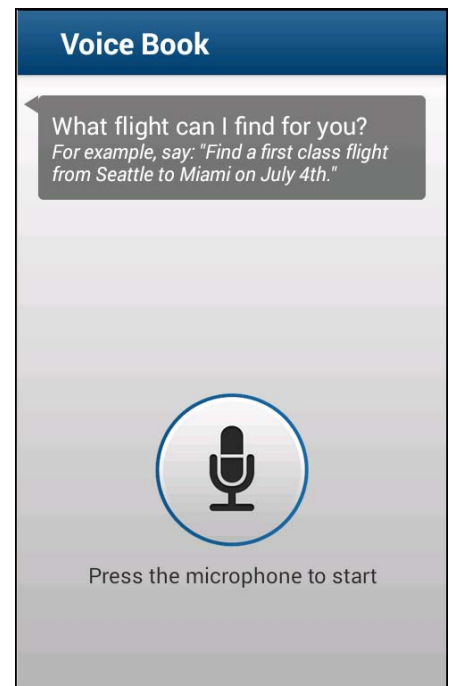 Voice Book
What flight can I find for you?
For example, say: "Find a first class flight
from Seattle to Miami on July 4th."
Press the microphone to start